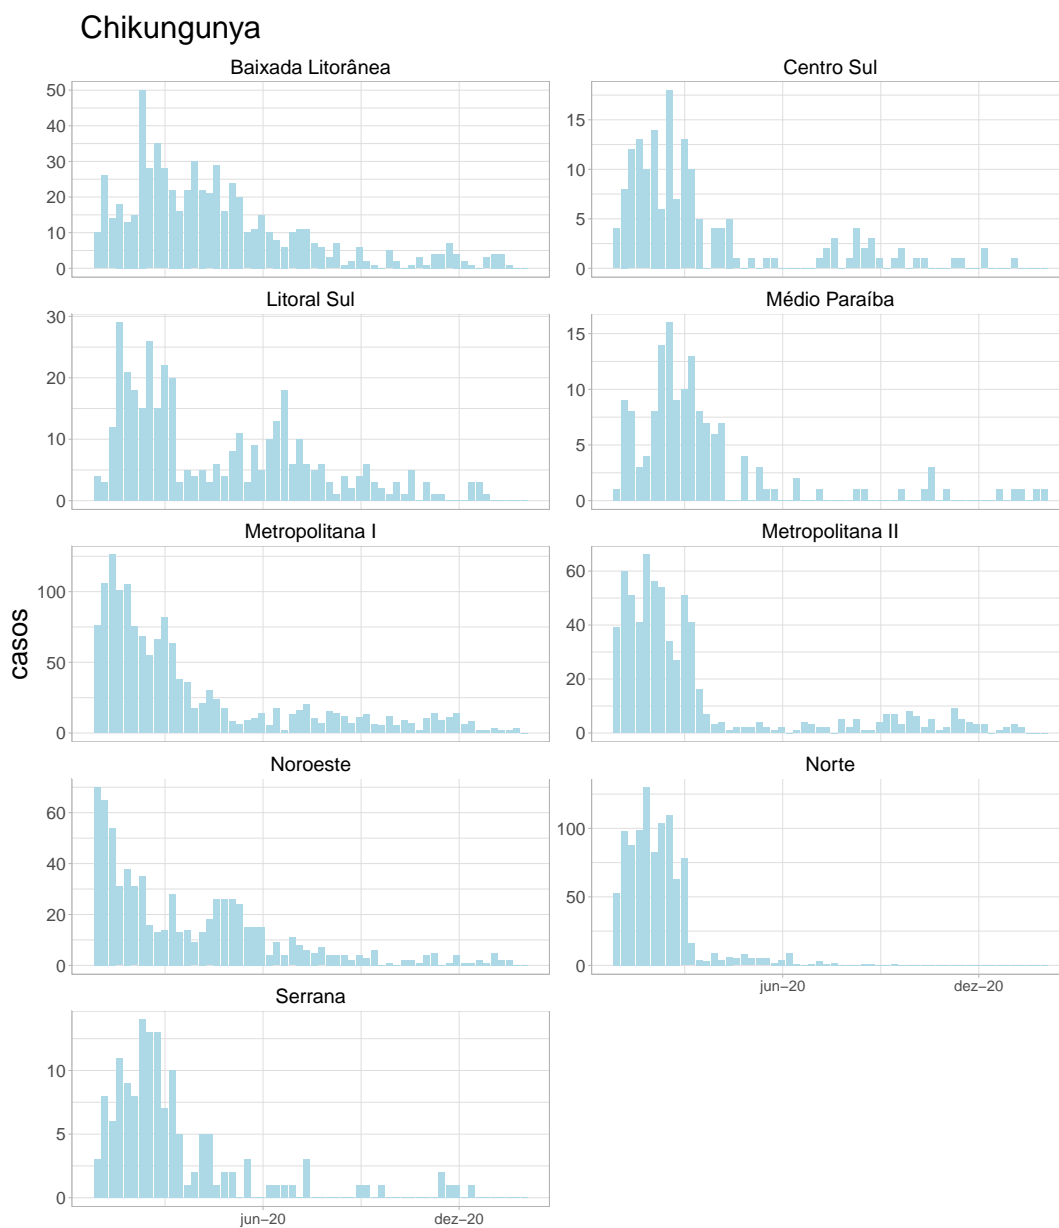 Chikungunya
Baixada Litorânea
Centro Sul
50
40
30
20
10
0
15
10
5
0
Litoral Sul
Médio Paraíba
30
20
10
0
15
10
5
0
Metropolitana I
Metropolitana II
100
50
0
60
40
20
0
casos
Noroeste
Norte
60
40
20
0
100
50
0
jun–20
dez–20
Serrana
10
5
0
jun–20
dez–20